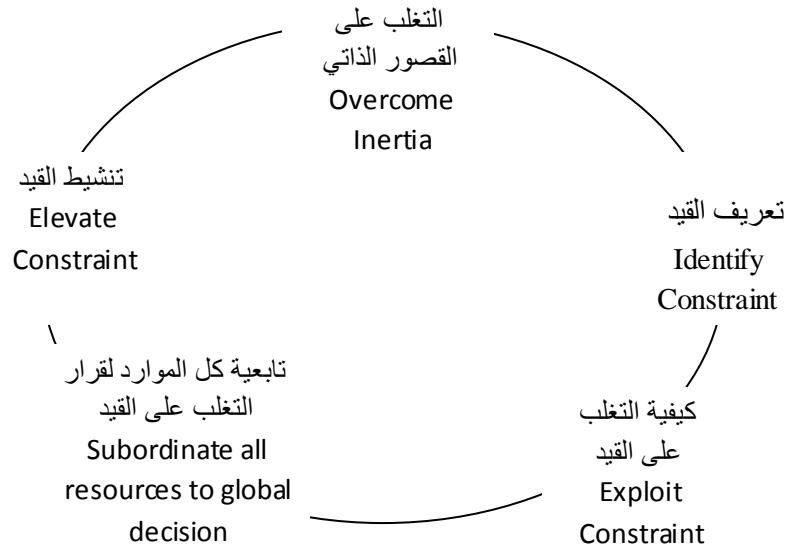 التغلب على
القصور الذاتي
Overcome
Inertia
تعريف القيد
Identify
Constraint
كيفية التغلب
على القيد
Exploit
Constraint
تابعية كل الموارد لقرار
التغلب على القيد
Subordinate all
resources to global
decision
تنشيط القيد
Elevate
Constraint